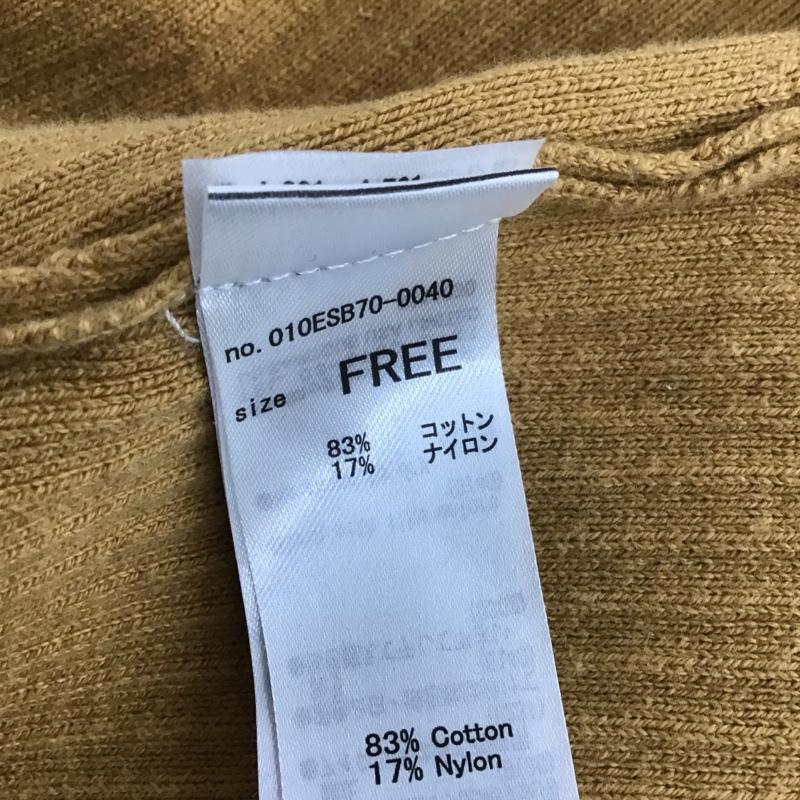 no. 010ESB70-0040
size FREE
83% コットン
17% ナイロン
83% Cotton
17% Nylon